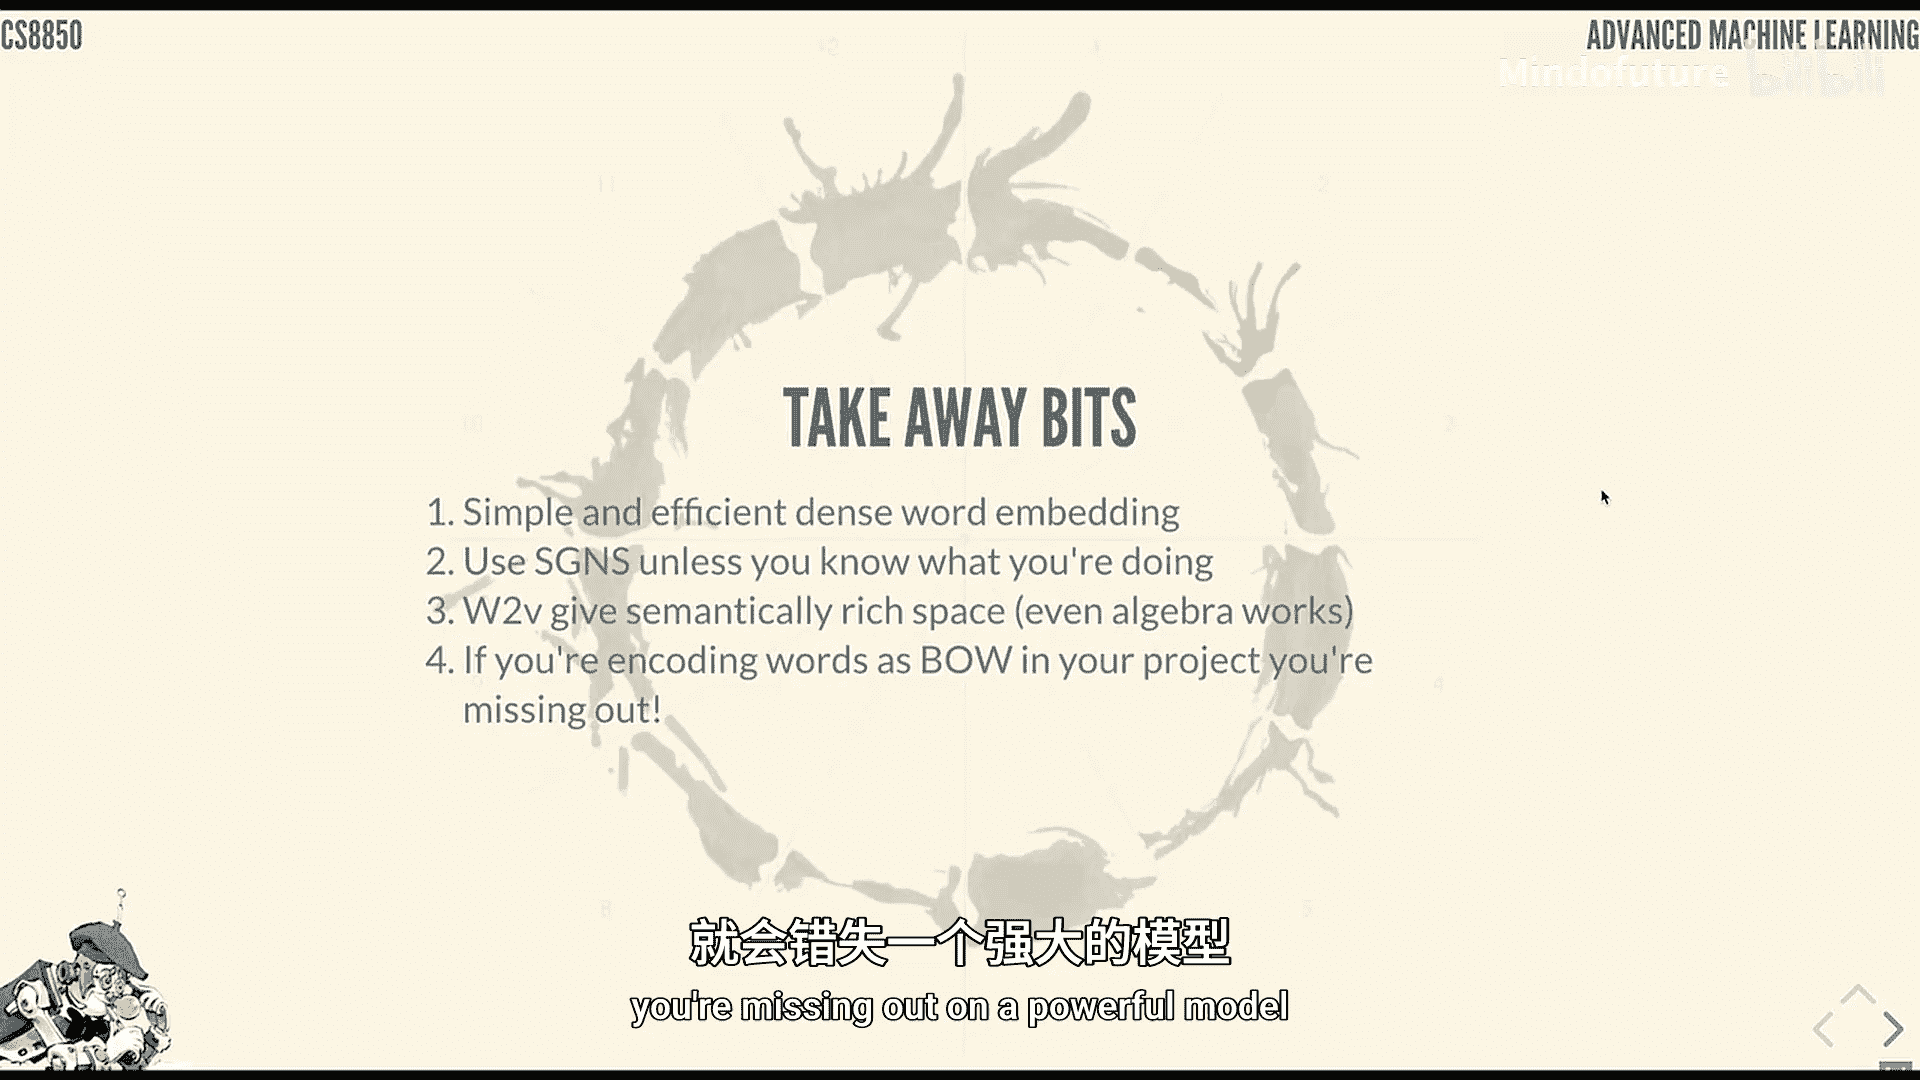 CS8850
ADVANCED MACHINE LEARNING
Mindofuture bilibili
TAKE AWAY BITS
1. Simple and efficient dense word embedding
2. Use SGNS unless you know what you're doing
3. W2v give semantically rich space (even algebra works)
4. If you're encoding words as BOW in your project you're
missing out!
就会错失一个强大的模型
you're missing out on a powerful model